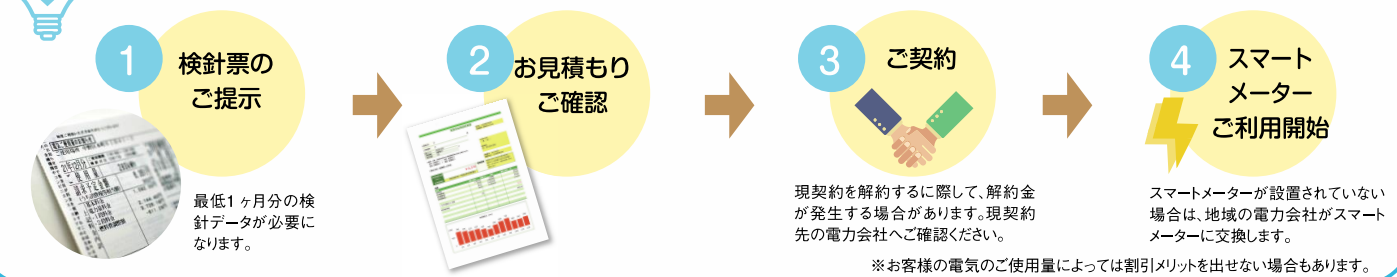 1
検針票の
ご提示
最低1ヶ月分の検
針データが必要に
なります。
2
お見積もり
ご確認
3
ご契約
現契約を解約するに際して、解約金
が発生する場合があります。現契約
先の電力会社へご確認ください。
4
スマート
メーター
ご利用開始
スマートメーターが設置されていない
場合は、地域の電力会社がスマート
メーターに交換します。
※お客様の電気のご使用量によっては割引メリットを出せない場合もあります。